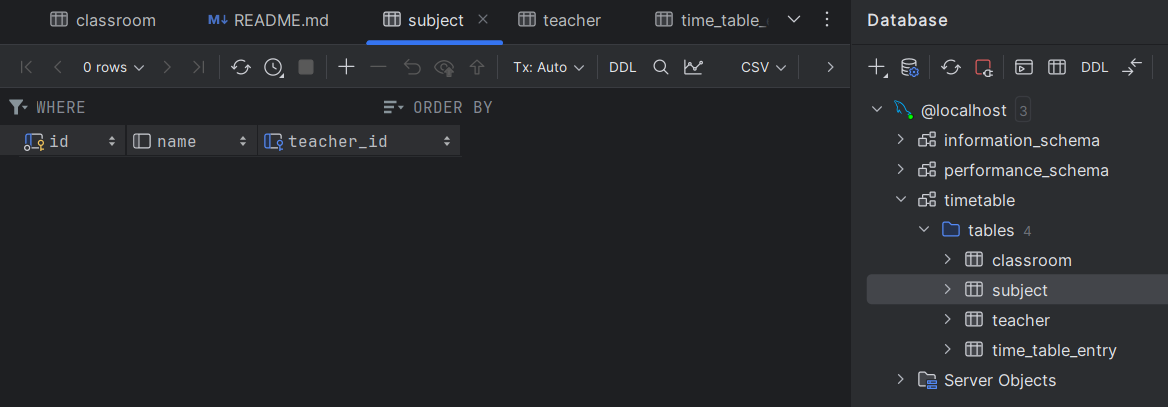 classroom README.md subject teacher time_table_
0 rows Tx: Auto DDL CSV
WHERE ORDER BY
id name teacher_id
Database
DDL
@localhost 3
information_schema
performance_schema
timetable
tables 4
classroom
subject
teacher
time_table_entry
Server Objects